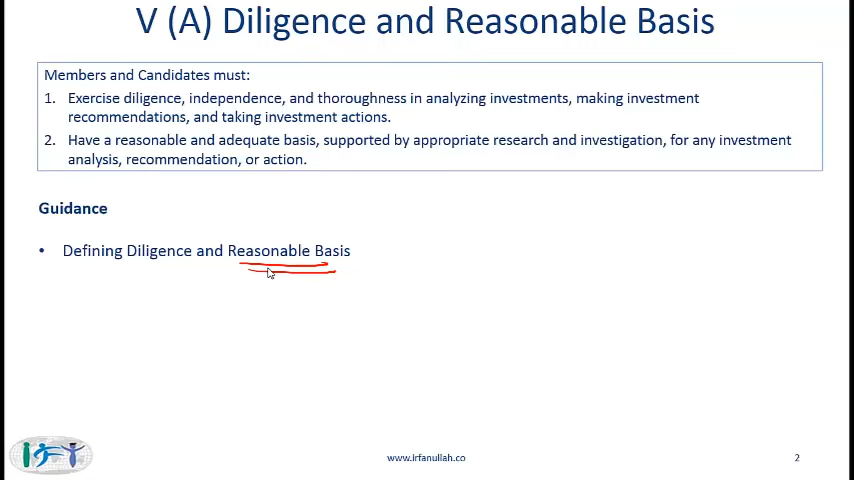 V (A) Diligence and Reasonable Basis
Members and Candidates must:
1. Exercise diligence, independence, and thoroughness in analyzing investments, making investment
recommendations, and taking investment actions.
2. Have a reasonable and adequate basis, supported by appropriate research and investigation, for any investment
analysis, recommendation, or action.
Guidance
• Defining Diligence and Reasonable Basis
www.irfanullah.co
2